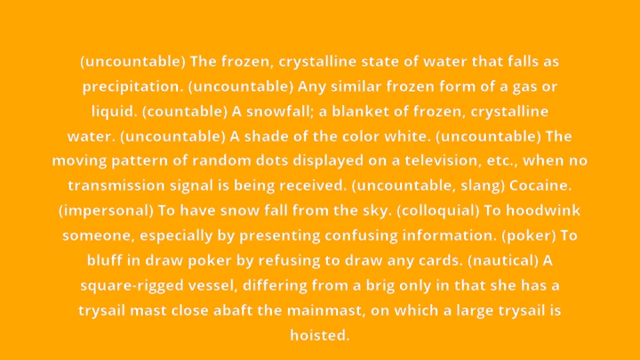 (uncountable) The frozen, crystalline state of water that falls as
precipitation. (uncountable) Any similar frozen form of a gas or
liquid. (countable) A snowfall; a blanket of frozen, crystalline
water. (uncountable) A shade of the color white. (uncountable) The
moving pattern of random dots displayed on a television, etc., when no
transmission signal is being received. (uncountable, slang) Cocaine.
(impersonal) To have snow fall from the sky. (colloquial) To hoodwink
someone, especially by presenting confusing information. (poker) To
bluff in draw poker by refusing to draw any cards. (nautical) A
square-rigged vessel, differing from a brig only in that she has a
trysail mast close abaft the mainmast, on which a large trysail is
hoisted.